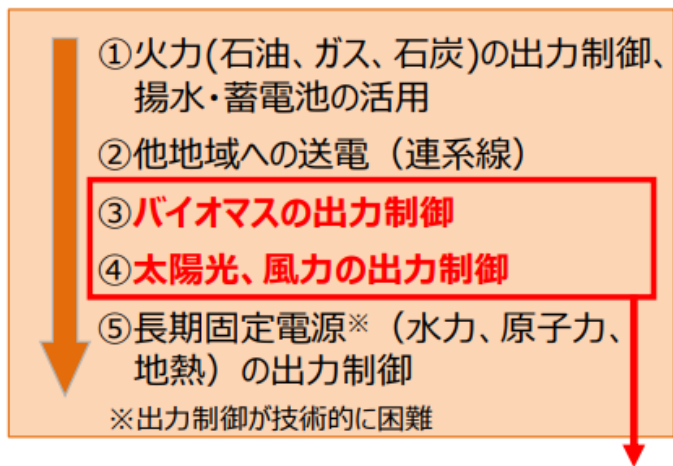 ①火力(石油、ガス、石炭)の出力制御、
揚水・蓄電池の活用
②他地域への送電（連系線）
③バイオマスの出力制御
④太陽光、風力の出力制御
⑤長期固定電源※（水力、原子力、
地熱）の出力制御
※出力制御が技術的に困難